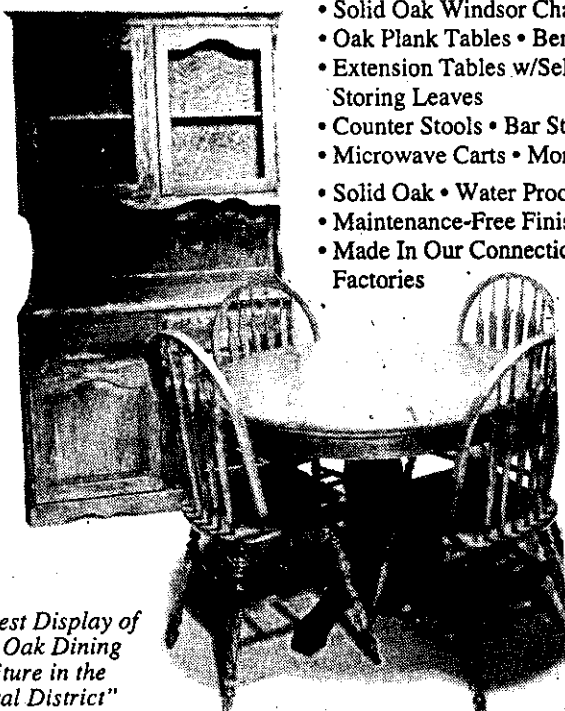 • Solid Oak Windsor Cha
• Oak Plank Tables • Ben
• Extension Tables w/Sel
Storing Leaves
• Counter Stools • Bar St
• Microwave Carts • Mor
• Solid Oak • Water Proo
• Maintenance-Free Finis
• Made In Our Connectic
Factories
est Display of
Oak Dining
ture in the
al District"